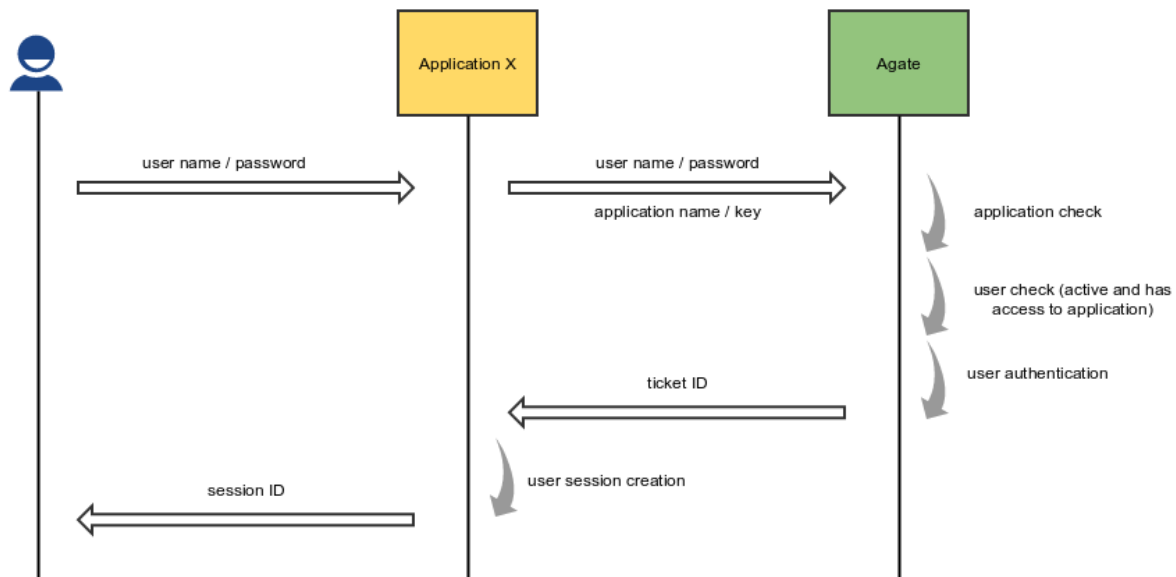 Application X
Agate
user name / password
user name / password
application name / key
application check
user check (active and has
access to application)
user authentication
ticket ID
user session creation
session ID